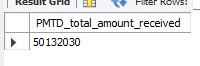 Result Grid Filter Rows:
PMTD_total_amount_received
50132030